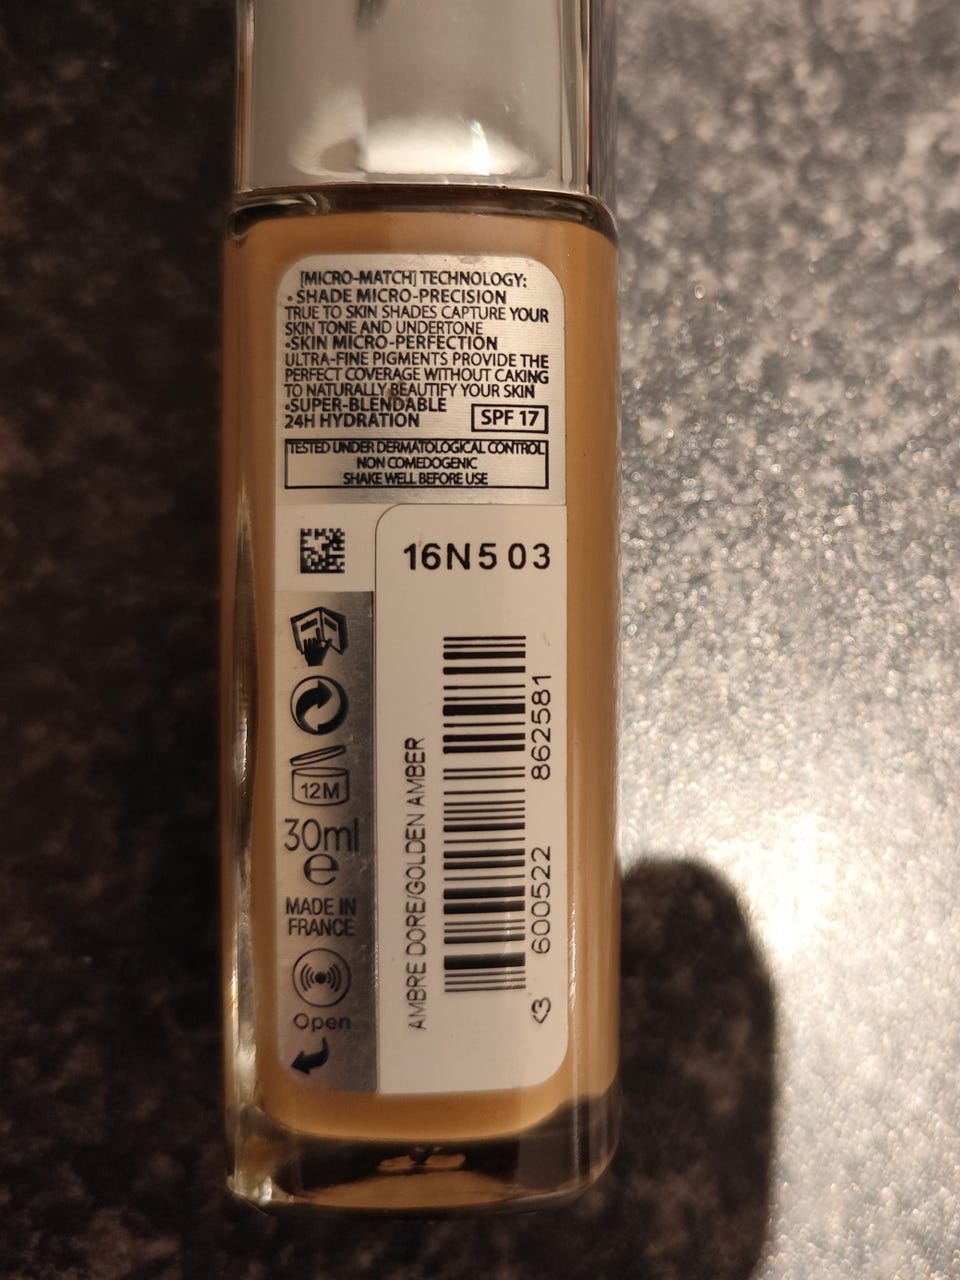 [MICRO-MATCH] TECHNOLOGY:
• SHADE MICRO-PRECISION
TRUE TO SKIN SHADES CAPTURE YOUR
SKIN TONE AND UNDERTONE
•SKIN MICRO-PERFECTION
ULTRA-FINE PIGMENTS PROVIDE THE
PERFECT COVERAGE WITHOUT CAKING
TO NATURALLY BEAUTIFY YOUR SKIN
•SUPER-BLENDABLE
24H HYDRATION SPF 17
TESTED UNDER DERMATOLOGICAL CONTROL
NON COMEDOGENIC
SHAKE WELL BEFORE USE
16N503
12M
30ml
e
MADE IN
FRANCE
Open
AMBRE DORE/GOLDEN AMBER
3 600522 862581